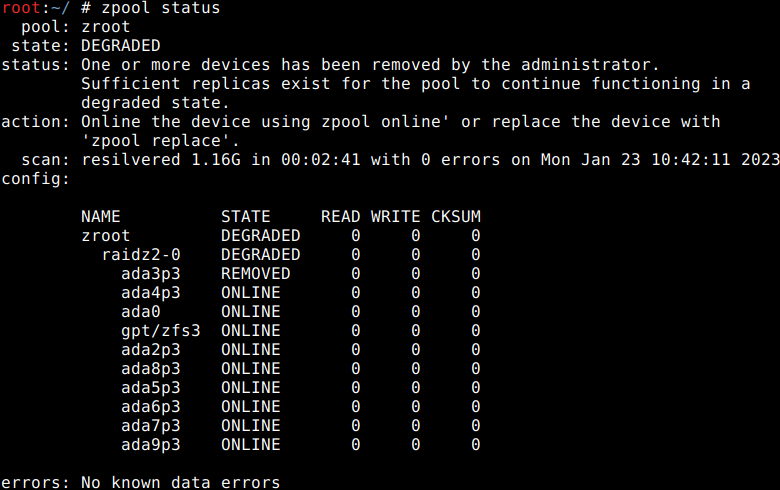 root:~/ # zpool status
  pool: zroot
 state: DEGRADED
status: One or more devices has been removed by the administrator.
        Sufficient replicas exist for the pool to continue functioning in a
        degraded state.
action: Online the device using zpool online' or replace the device with
        'zpool replace'.
  scan: resilvered 1.16G in 00:02:41 with 0 errors on Mon Jan 23 10:42:11 2023
config:

        NAME          STATE     READ WRITE CKSUM
        zroot         DEGRADED     0     0     0
          raidz2-0    DEGRADED     0     0     0
            ada3p3    REMOVED      0     0     0
            ada4p3    ONLINE       0     0     0
            ada0      ONLINE       0     0     0
            gpt/zfs3  ONLINE       0     0     0
            ada2p3    ONLINE       0     0     0
            ada8p3    ONLINE       0     0     0
            ada5p3    ONLINE       0     0     0
            ada6p3    ONLINE       0     0     0
            ada7p3    ONLINE       0     0     0
            ada9p3    ONLINE       0     0     0

errors: No known data errors